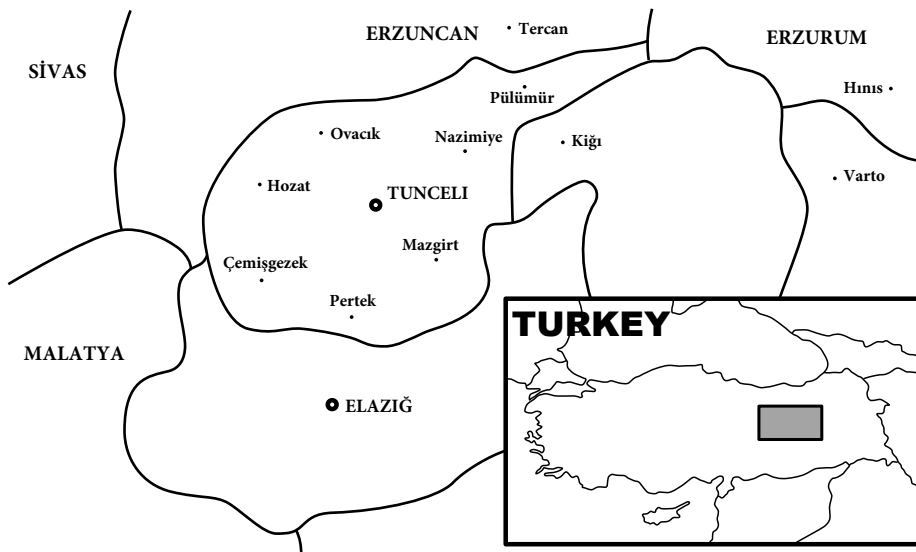 ERZUNCAN
Tercan
ERZURUM
SİVAS
Pülümür
Hınıs
Ovacık
Nazimiye
Kiğı
Varto
Hozat
TUNCELI
Mazgirt
Çemişgezek
Pertek
TURKEY
MALATYA
ELAZIĞ